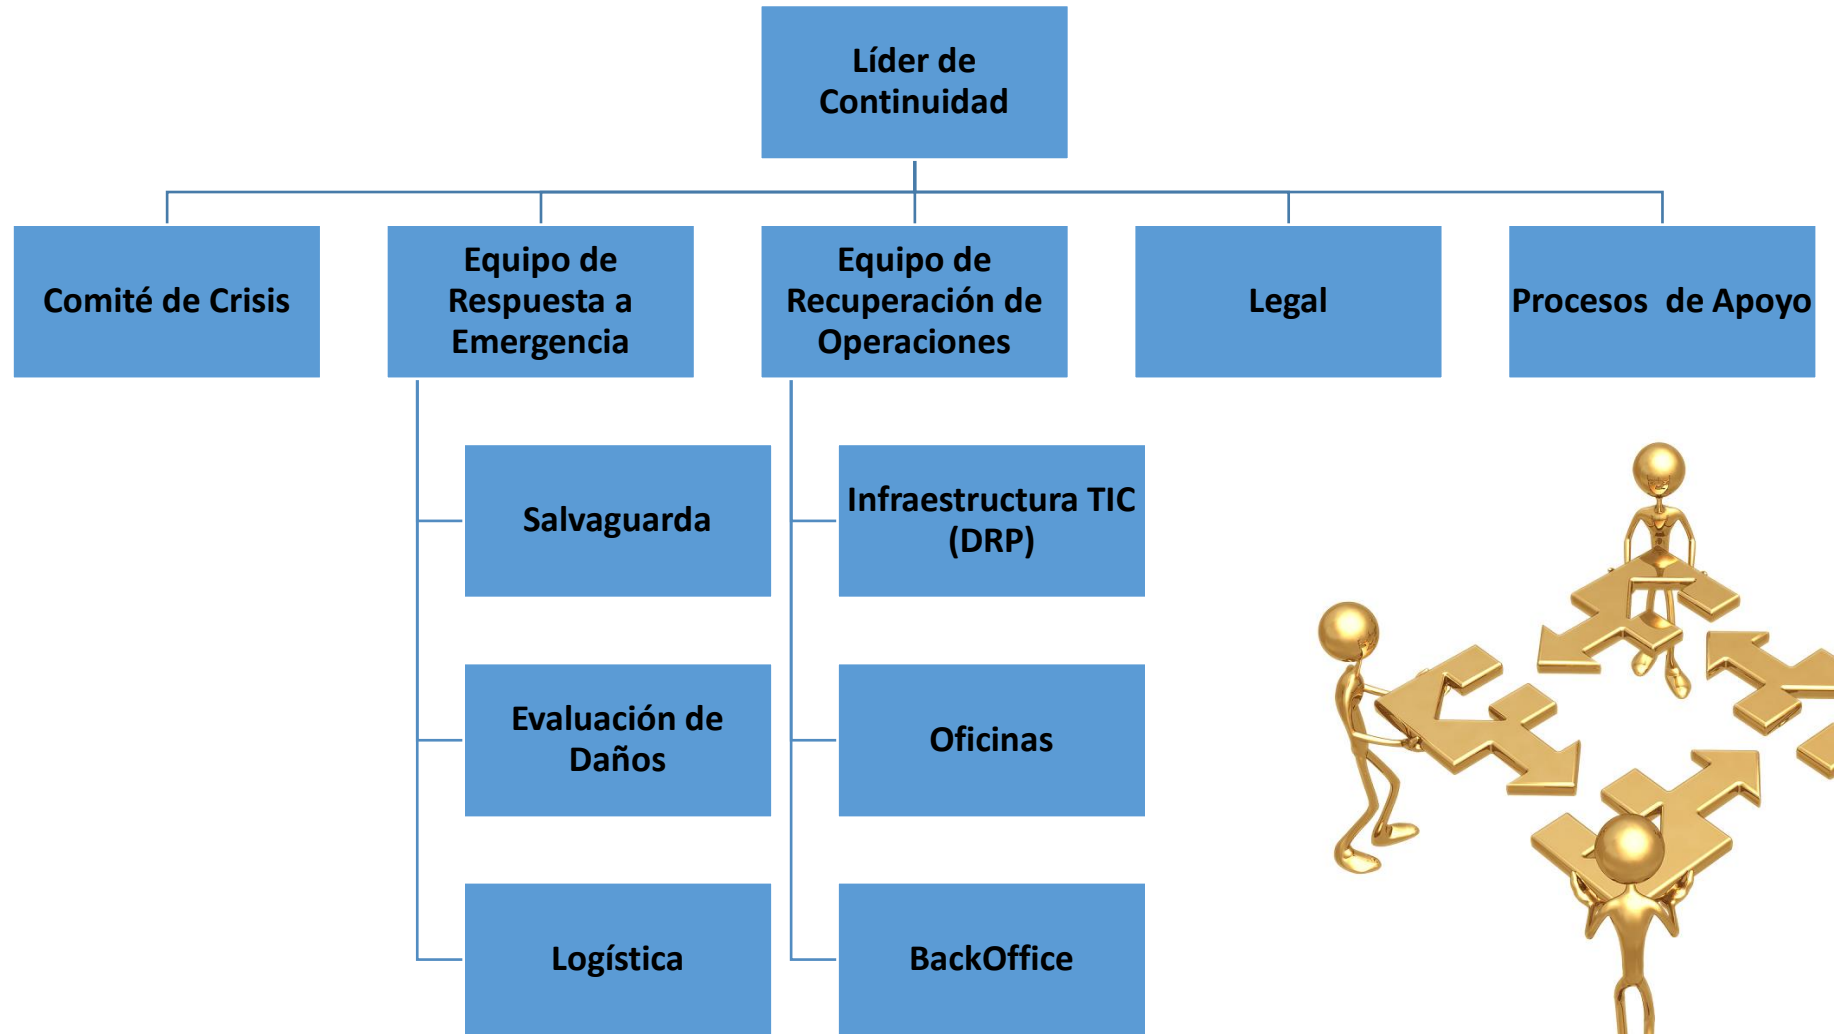 Líder de
Continuidad
Comité de Crisis
Equipo de
Respuesta a
Emergencia
Equipo de
Recuperación de
Operaciones
Legal
Procesos  de Apoyo
Salvaguarda
Evaluación de
Daños
Logística
Infraestructura TIC
(DRP)
Oficinas
BackOffice